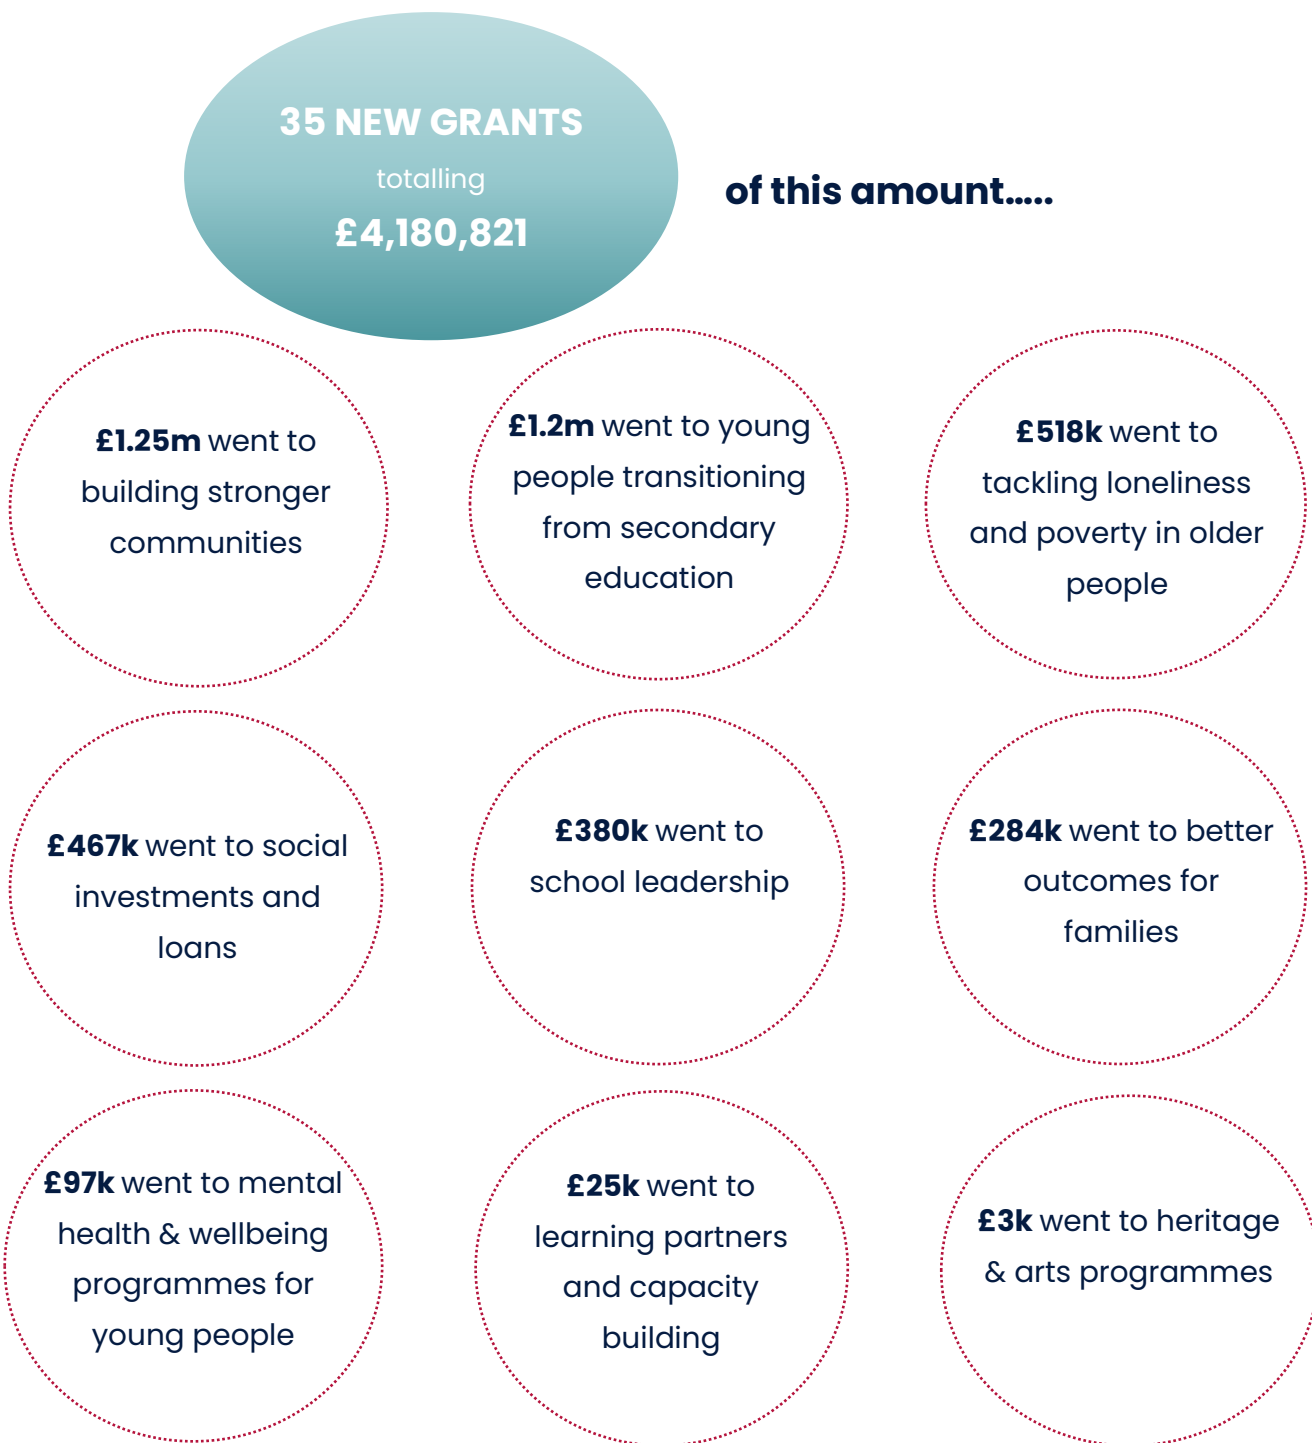 35 NEW GRANTS
totalling
£4,180,821
of this amount.....
£1.25m went to
building stronger
communities
£1.2m went to young
people transitioning
from secondary
education
£518k went to
tackling loneliness
and poverty in older
people
£467k went to social
investments and
loans
£380k went to
school leadership
£284k went to better
outcomes for
families
£97k went to mental
health & wellbeing
programmes for
young people
£25k went to
learning partners
and capacity
building
£3k went to heritage
& arts programmes